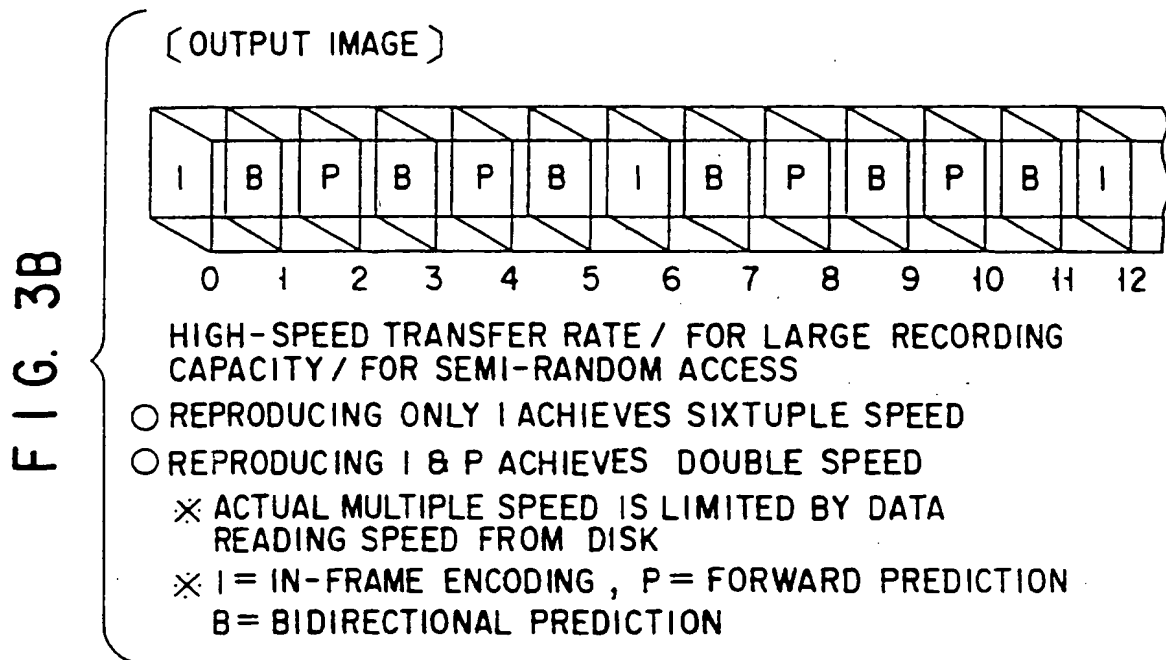 FIG. 3B
[OUTPUT IMAGE]
I B P B P B I B P B P B I
0 1 2 3 4 5 6 7 8 9 10 11 12
HIGH-SPEED TRANSFER RATE / FOR LARGE RECORDING
CAPACITY / FOR SEMI-RANDOM ACCESS
○ REPRODUCING ONLY I ACHIEVES SIXTUPLE SPEED
○ REPRODUCING I & P ACHIEVES DOUBLE SPEED
※ ACTUAL MULTIPLE SPEED IS LIMITED BY DATA
READING SPEED FROM DISK
※ I = IN-FRAME ENCODING , P = FORWARD PREDICTION
B = BIDIRECTIONAL PREDICTION